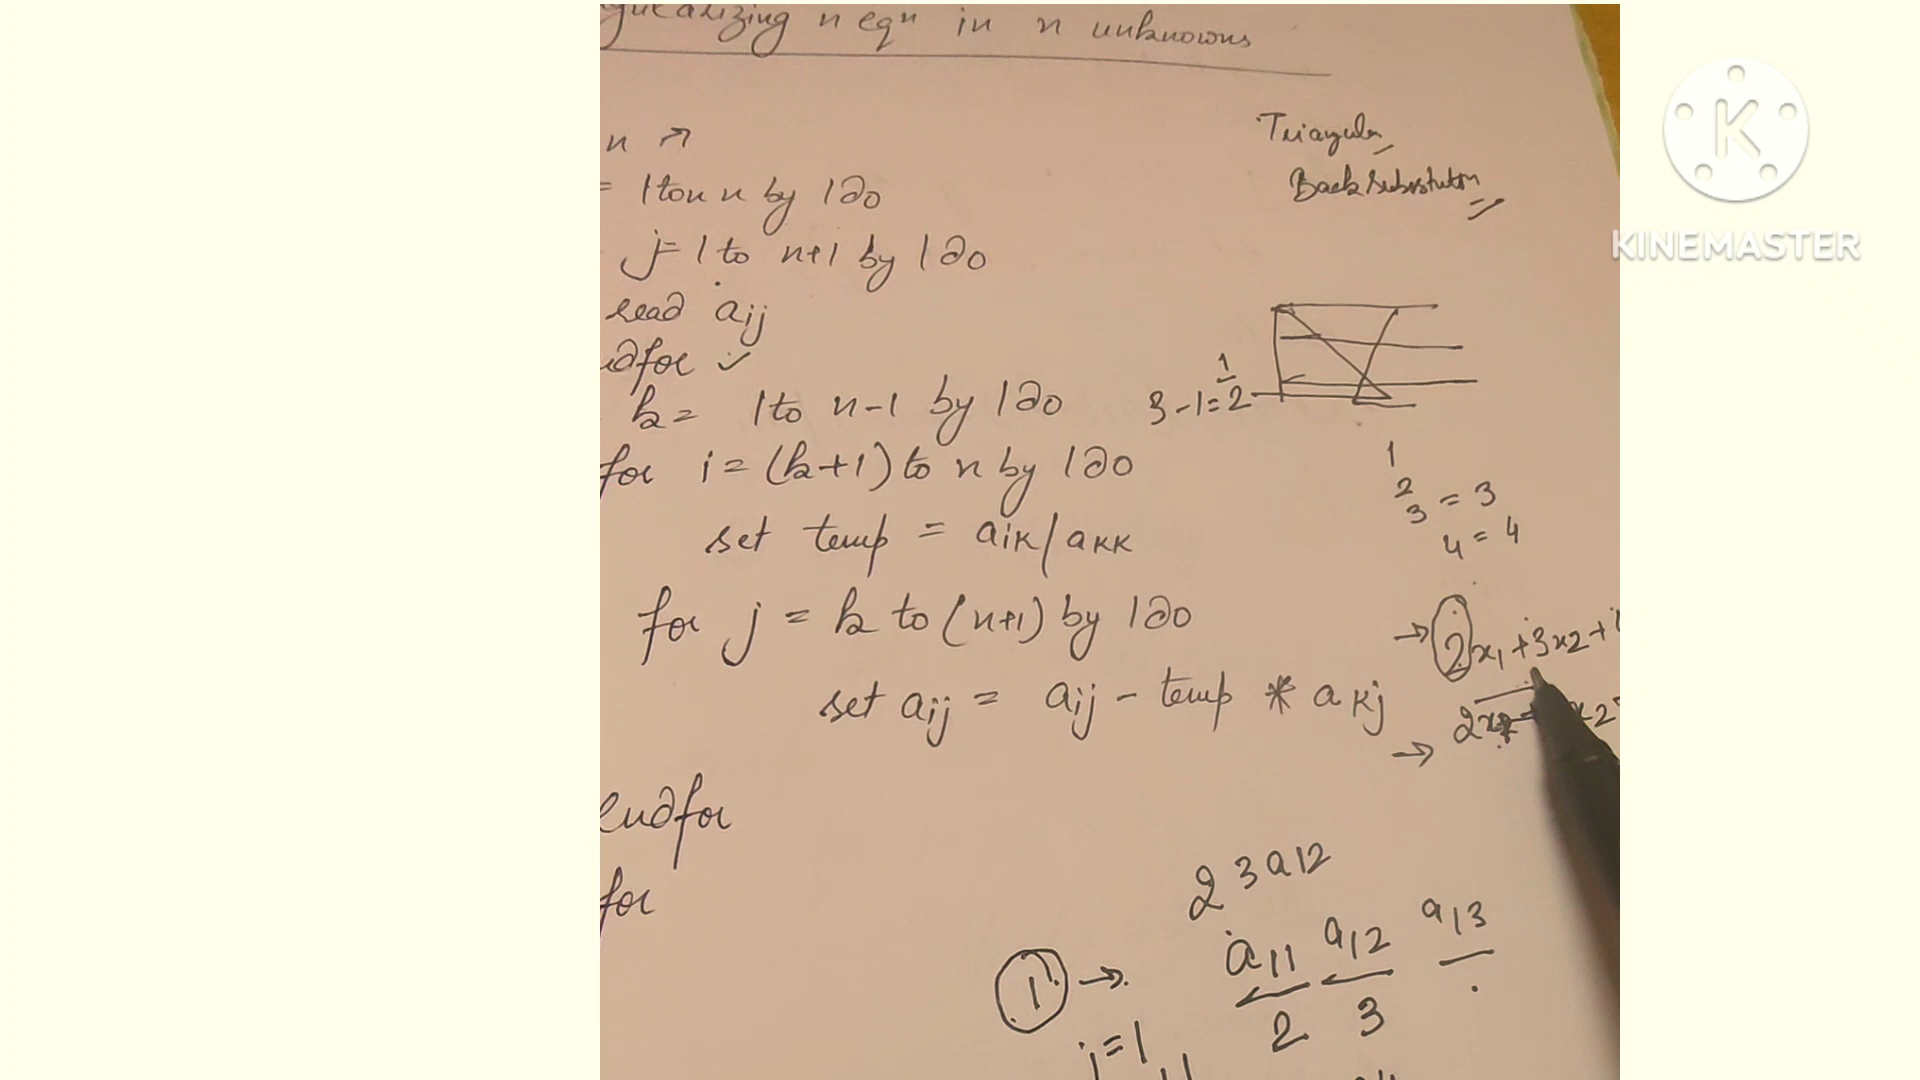 n eqn in n unknowns
n
= 1 to n by 1 do
j = 1 to n+1 by 1 do
read aij
endfor
k = 1 to n-1 by 1 do
for i = (k+1) to n by 1 do
set temp = aik/akk
for j = k to (n+1) by 1 do
set aij = aij - temp * akj
endfor
for
Triangular
Back substitution
1
3-1=2
1
2
3 = 3
4 = 4
2x1+3x2+
2 3 a12
1 → a11 a12 a13
2 3
j=1
KINEMASTER